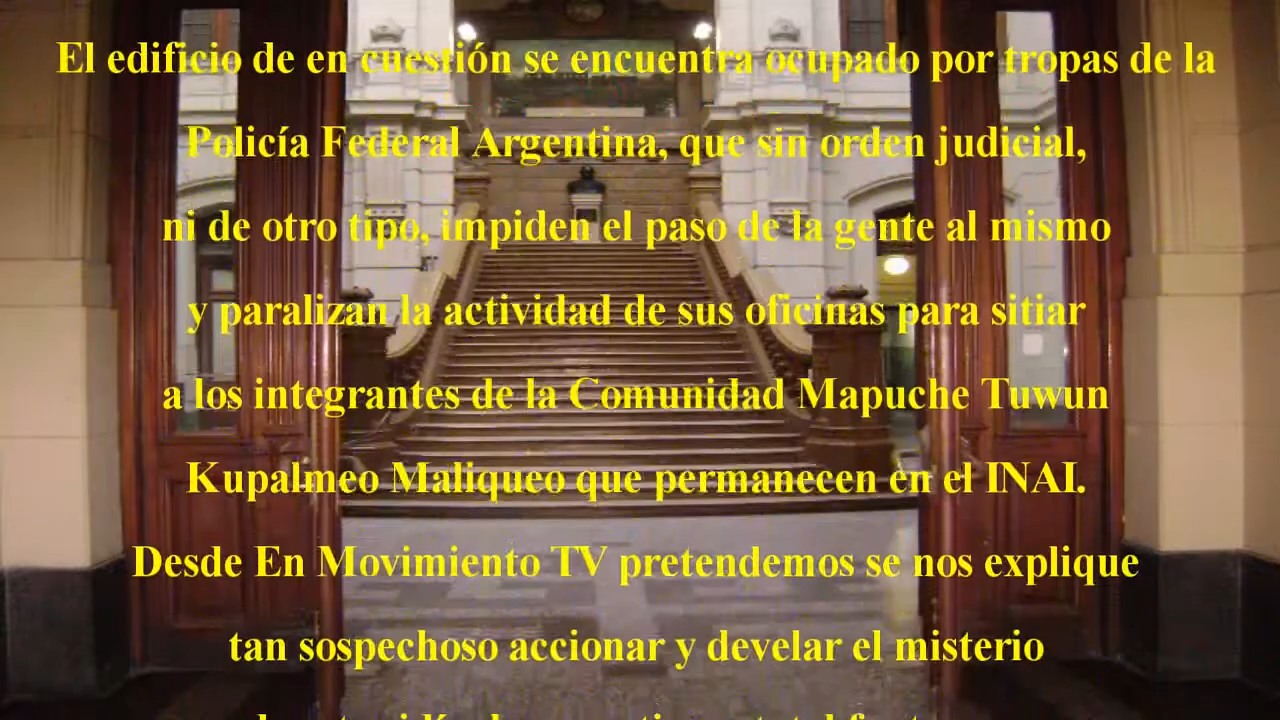 El edificio de en cuestión se encuentra ocupado por tropas de la
Policía Federal Argentina, que sin orden judicial,
ni de otro tipo, impiden el paso de la gente al mismo
y paralizan la actividad de sus oficinas para sitiar
a los integrantes de la Comunidad Mapuche Tuwun
Kupalmeo Maliqueo que permanecen en el INAI.
Desde En Movimiento TV pretendemos se nos explique
tan sospechoso accionar y develar el misterio